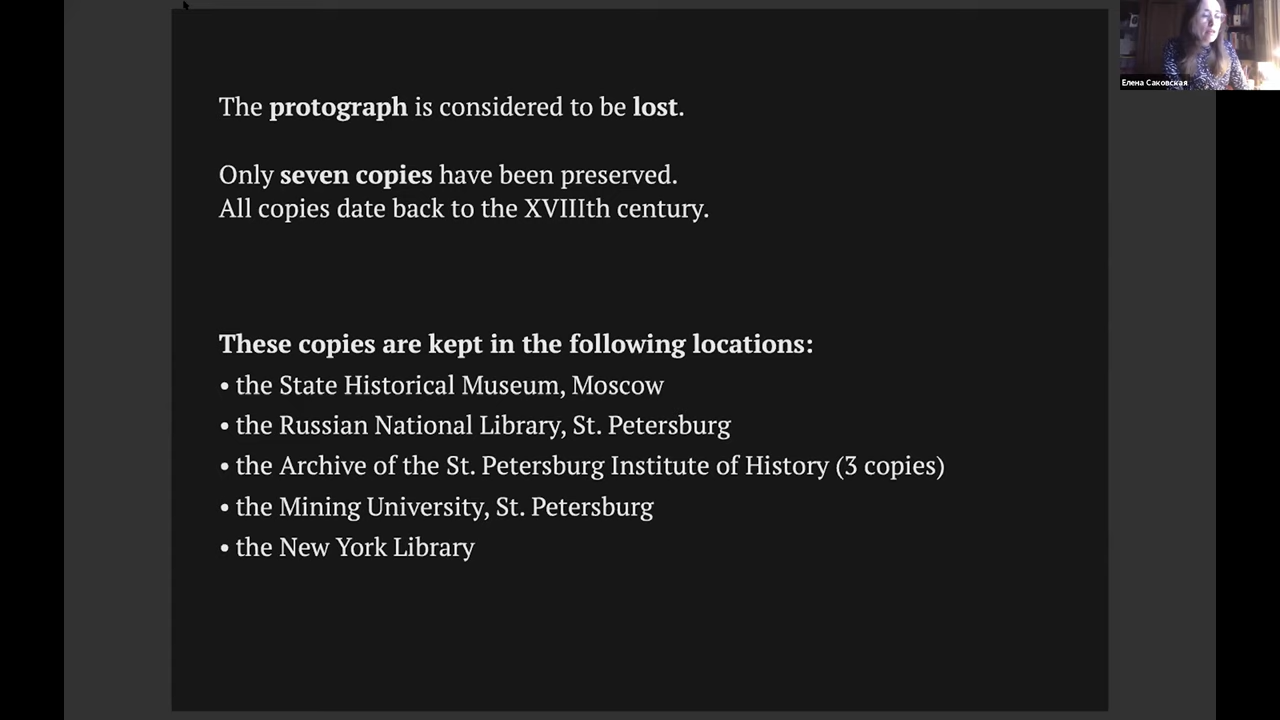 The protograph is considered to be lost.
Only seven copies have been preserved.
All copies date back to the XVIIIth century.
These copies are kept in the following locations:
• the State Historical Museum, Moscow
• the Russian National Library, St. Petersburg
• the Archive of the St. Petersburg Institute of History (3 copies)
• the Mining University, St. Petersburg
• the New York Library
Елена Саковская